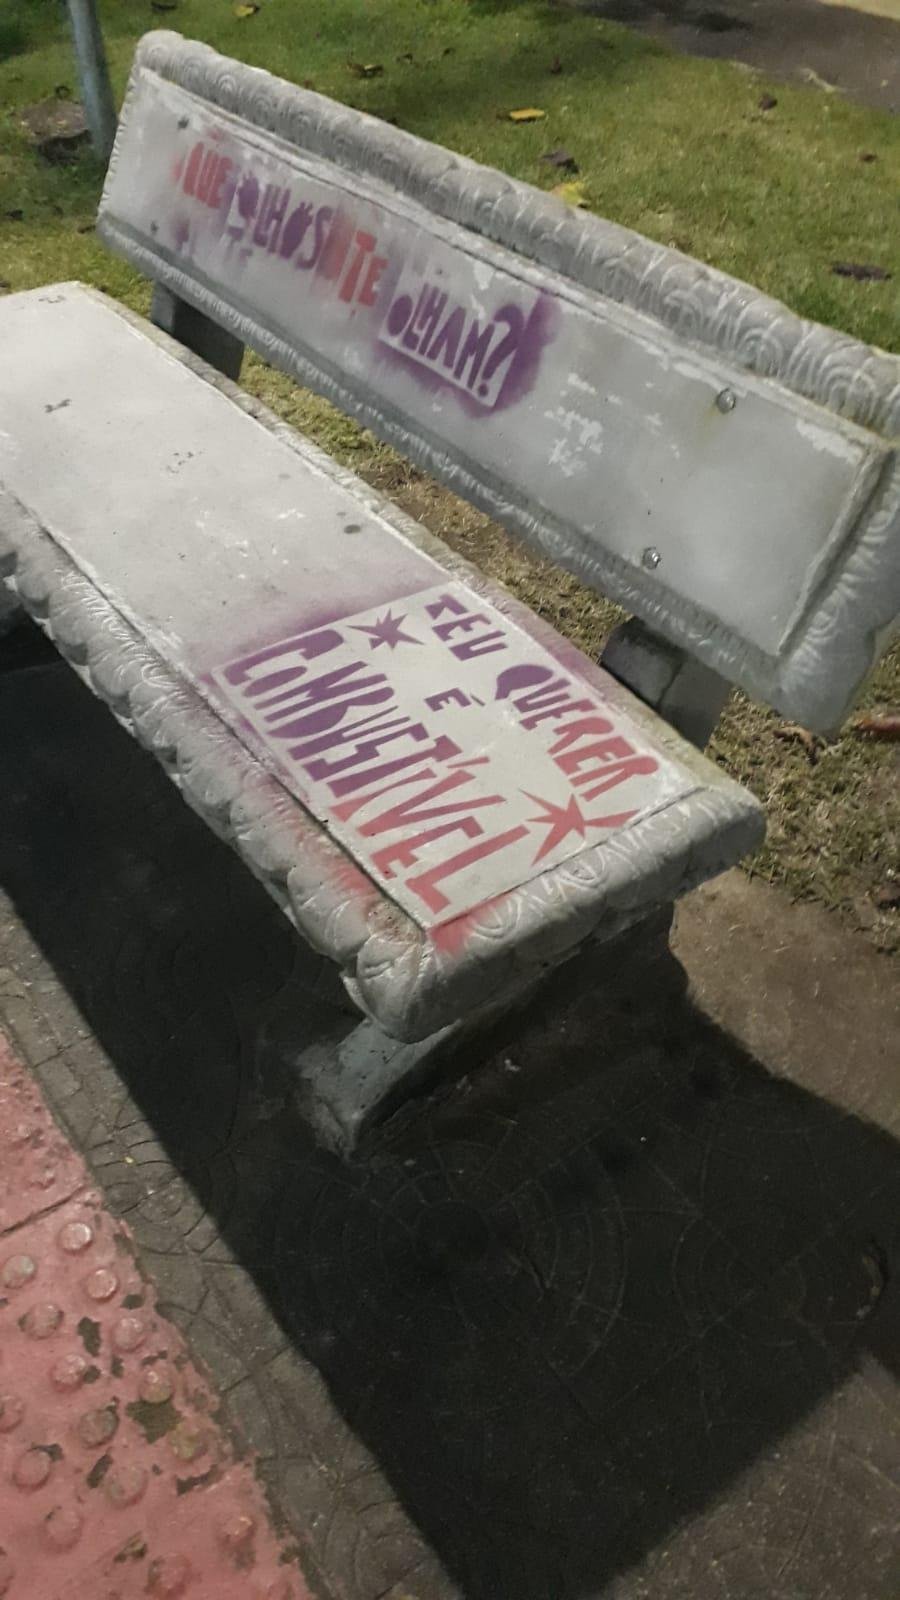 QUE OLHOS TE OLHAM?
TEU QUERER
É
COMBUSTÍVEL